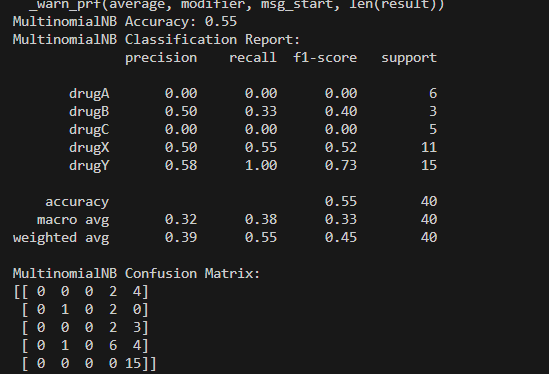 _warn_prf(average, modifier, msg_start, len(result))
MultinomialNB Accuracy: 0.55
MultinomialNB Classification Report:
              precision    recall  f1-score   support

       drugA       0.00      0.00      0.00         6
       drugB       0.50      0.33      0.40         3
       drugC       0.00      0.00      0.00         5
       drugX       0.50      0.55      0.52        11
       drugY       0.58      1.00      0.73        15

    accuracy                           0.55        40
   macro avg       0.32      0.38      0.33        40
weighted avg       0.39      0.55      0.45        40

MultinomialNB Confusion Matrix:
[[ 0  0  0  2  4]
 [ 0  1  0  2  0]
 [ 0  0  0  2  3]
 [ 0  1  0  6  4]
 [ 0  0  0  0 15]]